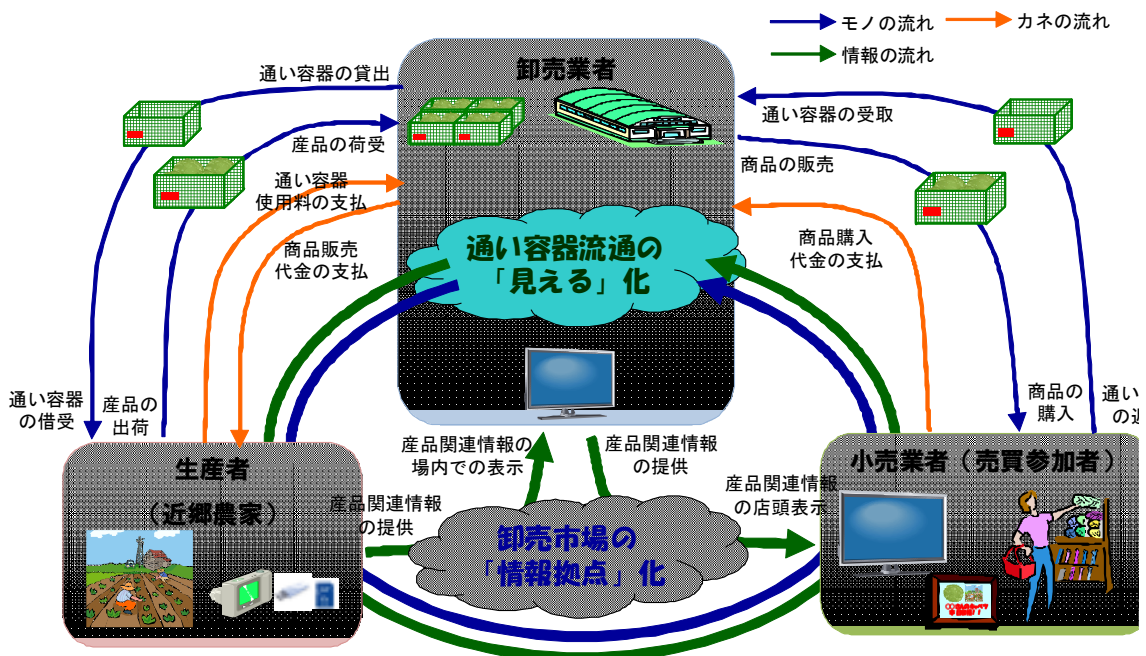 モノの流れ
カネの流れ
情報の流れ
卸売業者
通い容器の貸出
産品の荷受
通い容器
使用料の支払
商品販売
代金の支払
通い容器の受取
商品の販売
商品購入
代金の支払
通い容器流通の
「見える」化
通い容器
の借受
産品の
出荷
商品の
購入
通い
の返
産品関連情報の
場内での表示
産品関連情報
の提供
生産者
(近郷農家)
産品関連情報
の提供
卸売市場の
「情報拠点」化
小売業者(売買参加者)
産品関連情報
の店頭表示